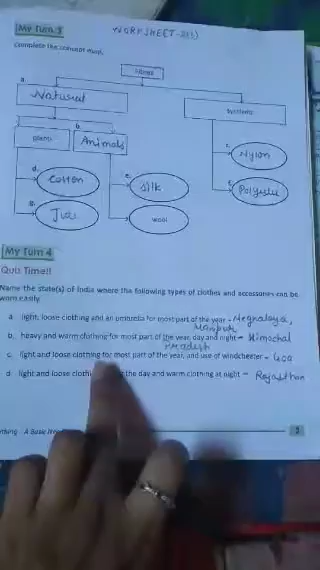 My Turn 3
WORKSHEET-2(b)
Complete the concept map.
Fibres
a.
Natural
Synthetic
b.
plants
Animals
c.
Nylon
d.
Cotton
e.
Silk
f.
Polyester
g.
Jute
wool
My Turn 4
Quiz Time!!
Name the state(s) of India where the following types of clothes and accessories can be
worn easily.
a. light, loose clothing and an umbrella for most part of the year - Meghalaya,
Manipur
b. heavy and warm clothing for most part of the year, day and night - Himachal
Pradesh
c. light and loose clothing for most part of the year, and use of windcheeter - Goa
d. light and loose the day and warm clothing at night - Rajasthan
A Basic
3